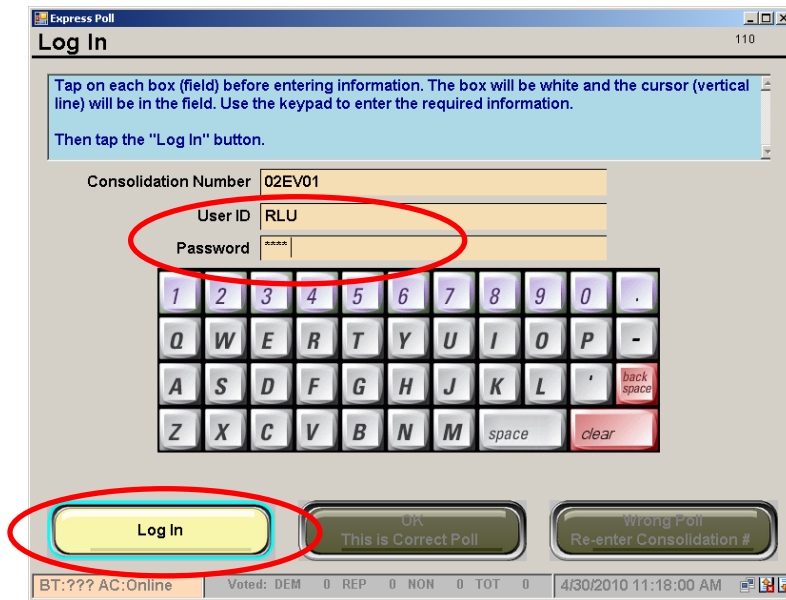 Express Poll
Log In
110
Tap on each box (field) before entering information. The box will be white and the cursor (vertical
line) will be in the field. Use the keypad to enter the required information.
Then tap the "Log In" button.
Consolidation Number 02EV01
User ID RLU
Password ****
1 2 3 4 5 6 7 8 9 0 .
Q W E R T Y U I O P -
A S D F G H J K L ' back space
Z X C V B N M space clear
Log In
OK
This is Correct Poll
Wrong Poll
Re-enter Consolidation #
BT:??? AC:Online Voted: DEM 0 REP 0 NON 0 TOT 0 4/30/2010 11:18:00 AM